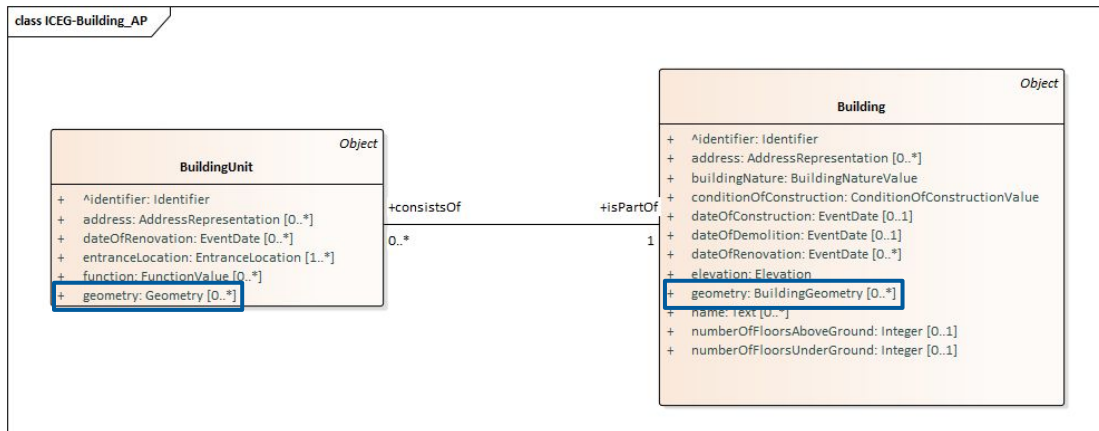 class ICEG-Building_AP
Object
BuildingUnit
+ ^identifier: Identifier
+ address: AddressRepresentation [0..*]
+ dateOfRenovation: EventDate [0..*]
+ entranceLocation: EntranceLocation [1..*]
+ function: FunctionValue [0..*]
+ geometry: Geometry [0..*]
+consistsOf
0..*
+isPartOf
1
Object
Building
+ ^identifier: Identifier
+ address: AddressRepresentation [0..*]
+ buildingNature: BuildingNatureValue
+ conditionOfConstruction: ConditionOfConstructionValue
+ dateOfConstruction: EventDate [0..1]
+ dateOfDemolition: EventDate [0..1]
+ dateOfRenovation: EventDate [0..*]
+ elevation: Elevation
+ geometry: BuildingGeometry [0..*]
+ name: Text [0..*]
+ numberOfFloorsAboveGround: Integer [0..1]
+ numberOfFloorsUnderGround: Integer [0..1]